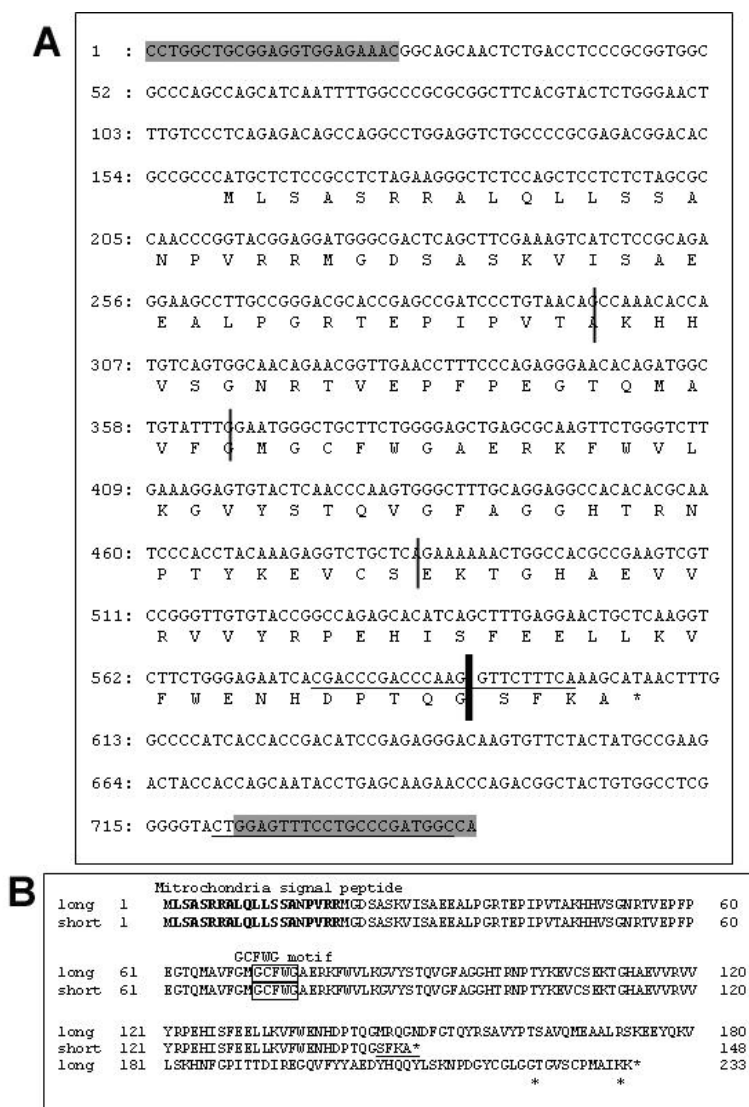 A
1 : CCTGGCTGCGGAGGTGGAGAAACGGCAGCAACTCTGACCTCCCGCGGTGGC
52 : GCCCAGCCAGCATCAATTTTGGCCCGCGCGGCTTCACGTACTCTGGGAACT
103: TTGTCCCTCAGAGACAGCCAGGCCTGGAGGTCTGCCCCGCGAGACGGACAC
154: GCCGCCCATGCTCTCCGCCTCTAGAAGGGCTCTCCAGCTCCTCTCTAGCGC
M L S A S R R A L Q L L S S A
205: CAACCCGGTACGGAGGATGGGCGACTCAGCTTCGAAAGTCATCTCCGCAGA
N P V R R M G D S A S K V I S A E
256: GGAAGCCTTGCCGGGACGCACCGAGCCGATCCCTGTAACAGCCAAACACCA
E A L P G R T E P I P V T A K H H
307: TGTCAGTGGCAACAGAACGGTTGAACCTTTCCCAGAGGGAACACAGATGGC
V S G N R T V E P F P E G T Q M A
358: TGTATTTGGAATGGGCTGCTTCTGGGGAGCTGAGCGCAAGTTCTGGGTCTT
V F G M G C F W G A E R K F W V L
409: GAAAGGAGTGTACTCAACCCAAGTGGGCTTTGCAGGAGGCCACACACGCAA
K G V Y S T Q V G F A G G H T R N
460: TCCCACCTACAAAGAGGTCTGCTCAGAAAAAACTGGCCACGCCGAAGTCGT
P T Y K E V C S E K T G H A E V V
511: CCGGGTTGTGTACCGGCCAGAGCACATCAGCTTTGAGGAACTGCTCAAGGT
R V V Y R P E H I S F E E L L K V
562: CTTCTGGGAGAATCACGACCCGACCCAAG GTTCTTTCAAAGCATAACTTTG
F W E N H D P T Q G S F K A *
613: GCCCCATCACCACCGACATCCGAGAGGGACAAGTGTTCTACTATGCCGAAG
664: ACTACCACCAGCAATACCTGAGCAAGAACCCAGACGGCTACTGTGGCCTCG
715: GGGGTACTGGAGTTTCCTGCCCGATGGCCA
B
Mitrochondria signal peptide
long 1 MLSASRRALQLLSSANPVRRMGDSASKVISAEEALPGRTEPIPVTAKHHVSGNRTVEPFP 60
short 1 MLSASRRALQLLSSANPVRRMGDSASKVISAEEALPGRTEPIPVTAKHHVSGNRTVEPFP 60
GCFWG motif
long 61 EGTQMAVFGMGCFWGAERKFWVLKGVYSTQVGFAGGHTRNPTYKEVCSEKTGHAEVVRVV 120
short 61 EGTQMAVFGMGCFWGAERKFWVLKGVYSTQVGFAGGHTRNPTYKEVCSEKTGHAEVVRVV 120
long 121 YRPEHISFEELLKVFWENHDPTQGMRQGNDFGTQYRSAVYPTSAVQMEAALRSKEEYQKV 180
short 121 YRPEHISFEELLKVFWENHDPTQGSFKA* 148
long 181 LSKHNFGPITTDIREGQVFYYAEDYHQQYLSKNPDGYCGLGGTGVSCPMAIKK* 233
* *